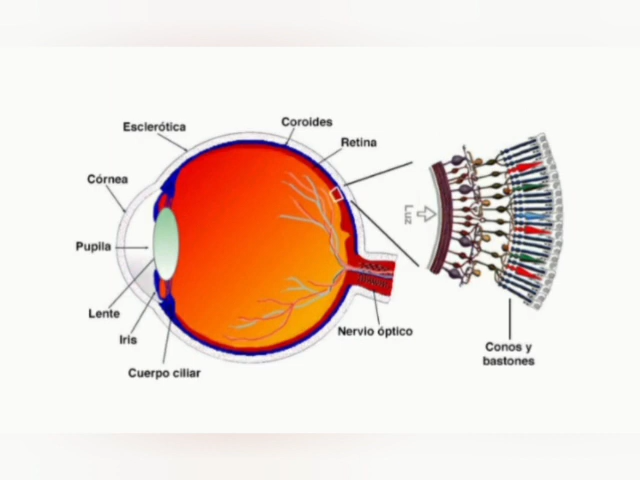 Coroides
Esclerótica
Retina
Córnea
Luz
Pupila
Lente
Iris
Nervio óptico
Cuerpo ciliar
Conos y
bastones